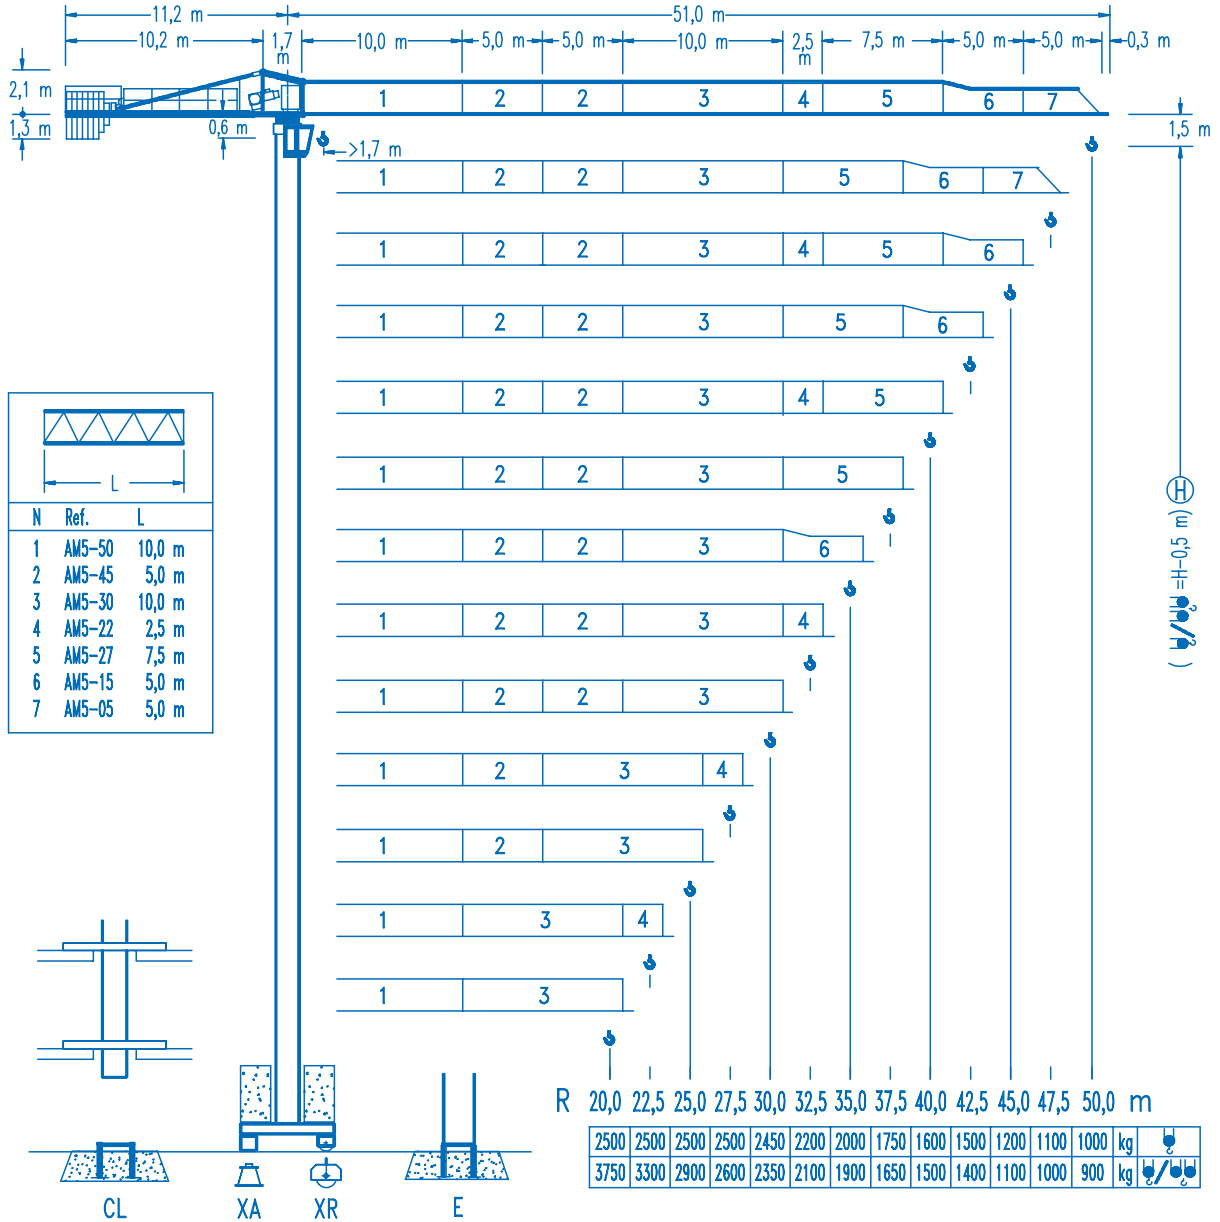 11,2 m 51,0 m
10,2 m 1,7 m 10,0 m 5,0 m 5,0 m 10,0 m 2,5 m 7,5 m 5,0 m 5,0 m 0,3 m
2,1 m
1 2 2 3 4 5 6 7
1,3 m 0,6 m 1,5 m
>1,7 m
1 2 2 3 5 6 7
1 2 2 3 4 5 6
1 2 2 3 5 6
1 2 2 3 4 5
1 2 2 3 5
1 2 2 3 6
1 2 2 3 4
1 2 2 3
1 2 3 4
1 2 3
1 3 4
1 3
H
( / =H-0,5 m)
L
N Ref. L
1 AM5-50 10,0 m
2 AM5-45 5,0 m
3 AM5-30 10,0 m
4 AM5-22 2,5 m
5 AM5-27 7,5 m
6 AM5-15 5,0 m
7 AM5-05 5,0 m
R 20,0 22,5 25,0 27,5 30,0 32,5 35,0 37,5 40,0 42,5 45,0 47,5 50,0 m
2500 2500 2500 2500 2450 2200 2000 1750 1600 1500 1200 1100 1000 kg
3750 3300 2900 2600 2350 2100 1900 1650 1500 1400 1100 1000 900 kg /
CL XA XR E